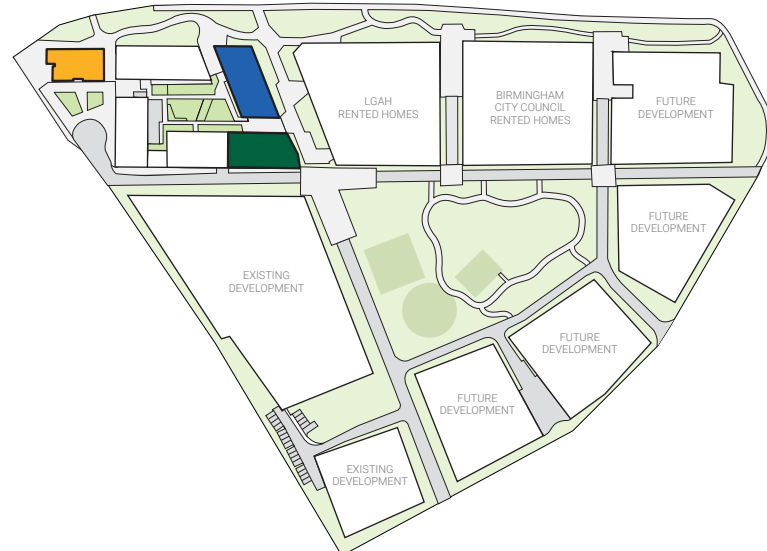 LGAH
RENTED HOMES
BIRMINGHAM
CITY COUNCIL
RENTED HOMES
FUTURE
DEVELOPMENT
FUTURE
DEVELOPMENT
EXISTING
DEVELOPMENT
FUTURE
DEVELOPMENT
FUTURE
DEVELOPMENT
EXISTING
DEVELOPMENT